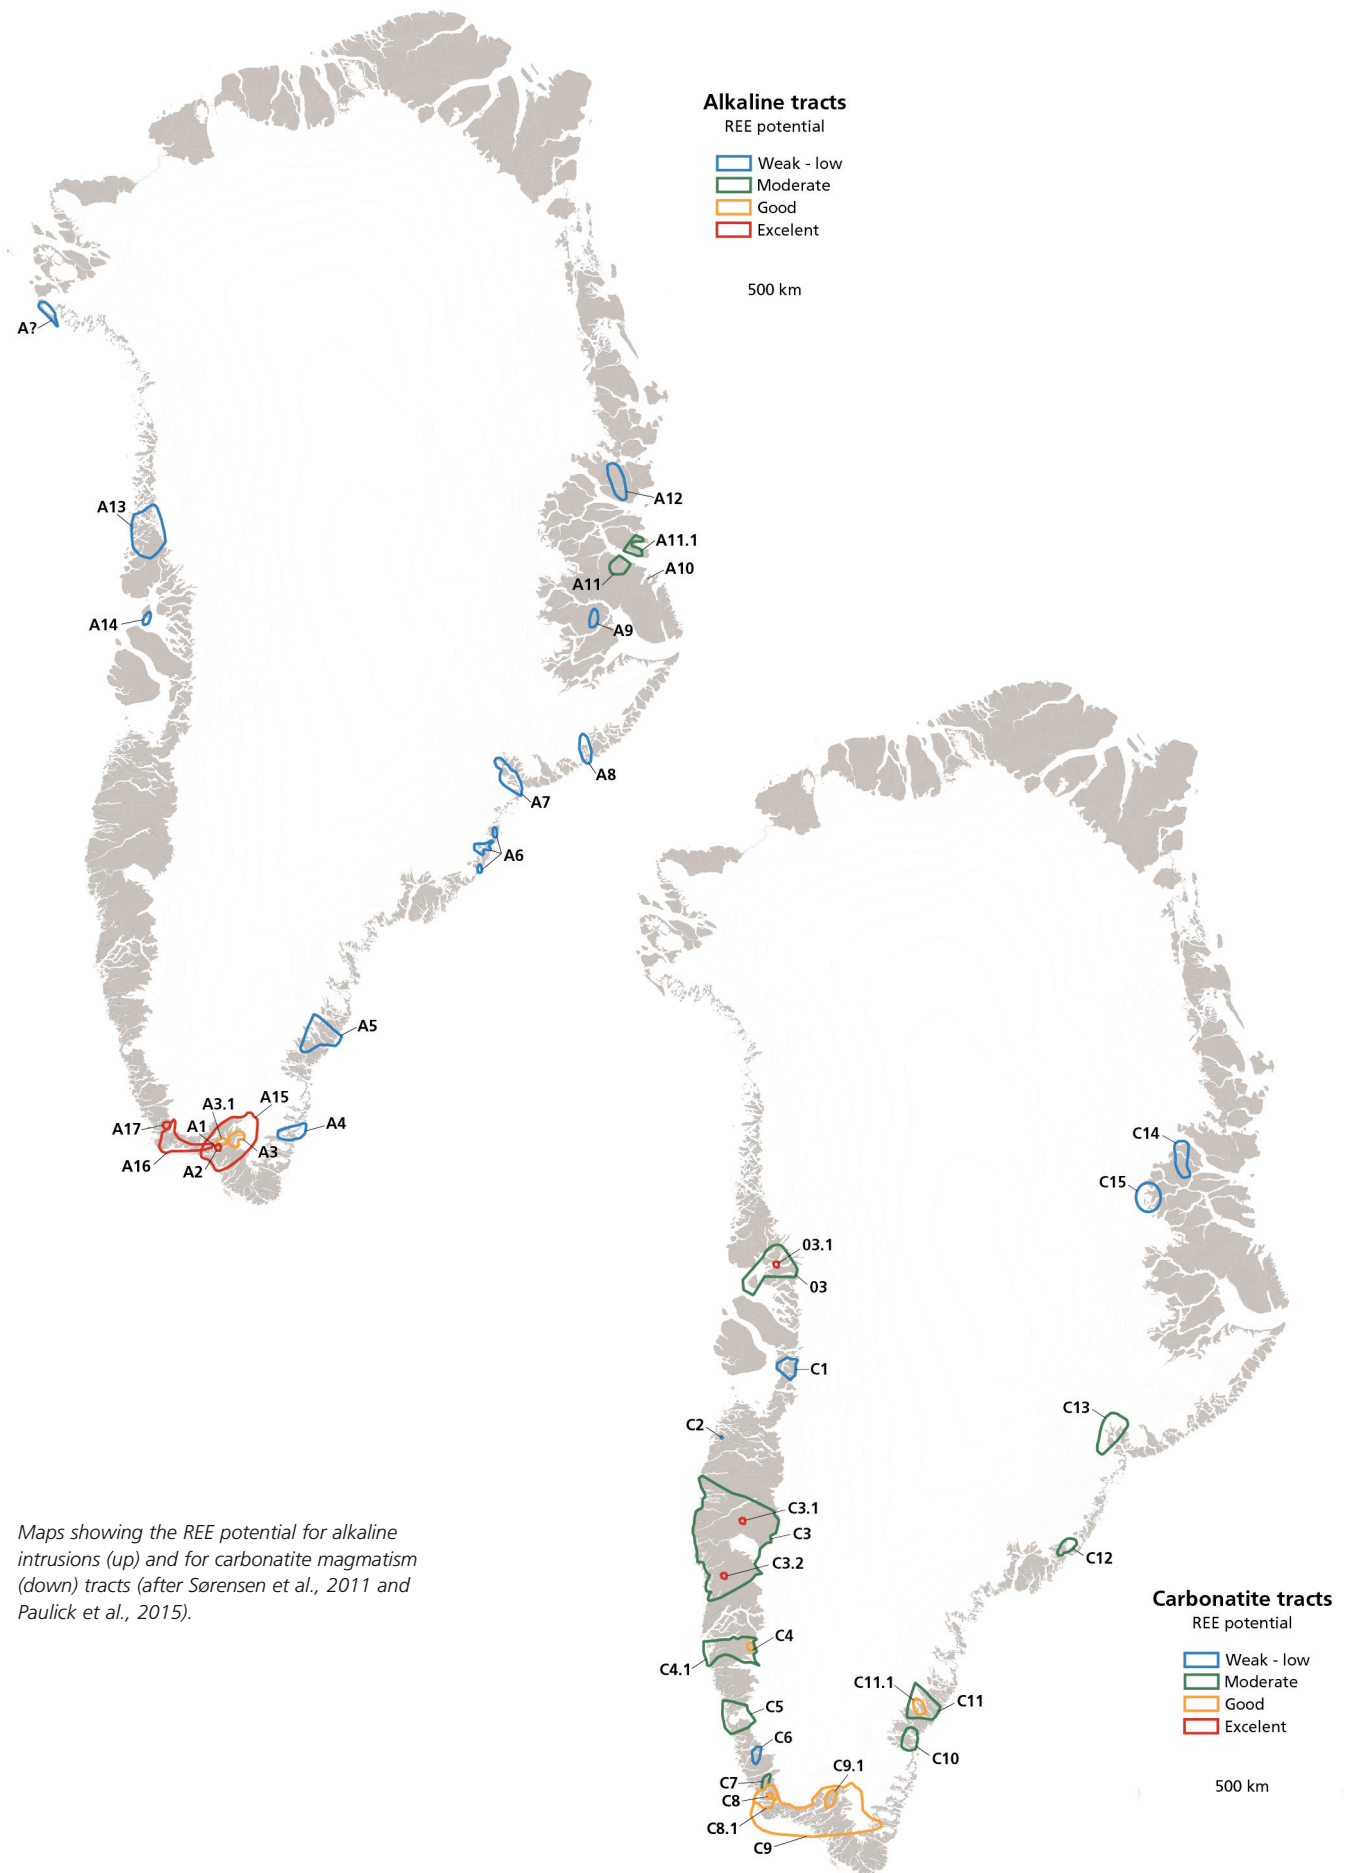 Alkaline tracts
REE potential
Weak - low
Moderate
Good
Excelent
500 km
A?
A13
A14
A12
A11.1
A10
A11
A9
A8
A7
A6
A5
A15
A3.1
A17
A1
A4
A16
A2
A3
C14
C15
03.1
03
C1
C2
C13
C3.1
C3
C3.2
C12
C4
C4.1
C11.1
C11
C5
C6
C10
C9.1
C7
C8
C8.1
C9
Maps showing the REE potential for alkaline
intrusions (up) and for carbonatite magmatism
(down) tracts (after Sørensen et al., 2011 and
Paulick et al., 2015).
Carbonatite tracts
REE potential
Weak - low
Moderate
Good
Excelent
500 km